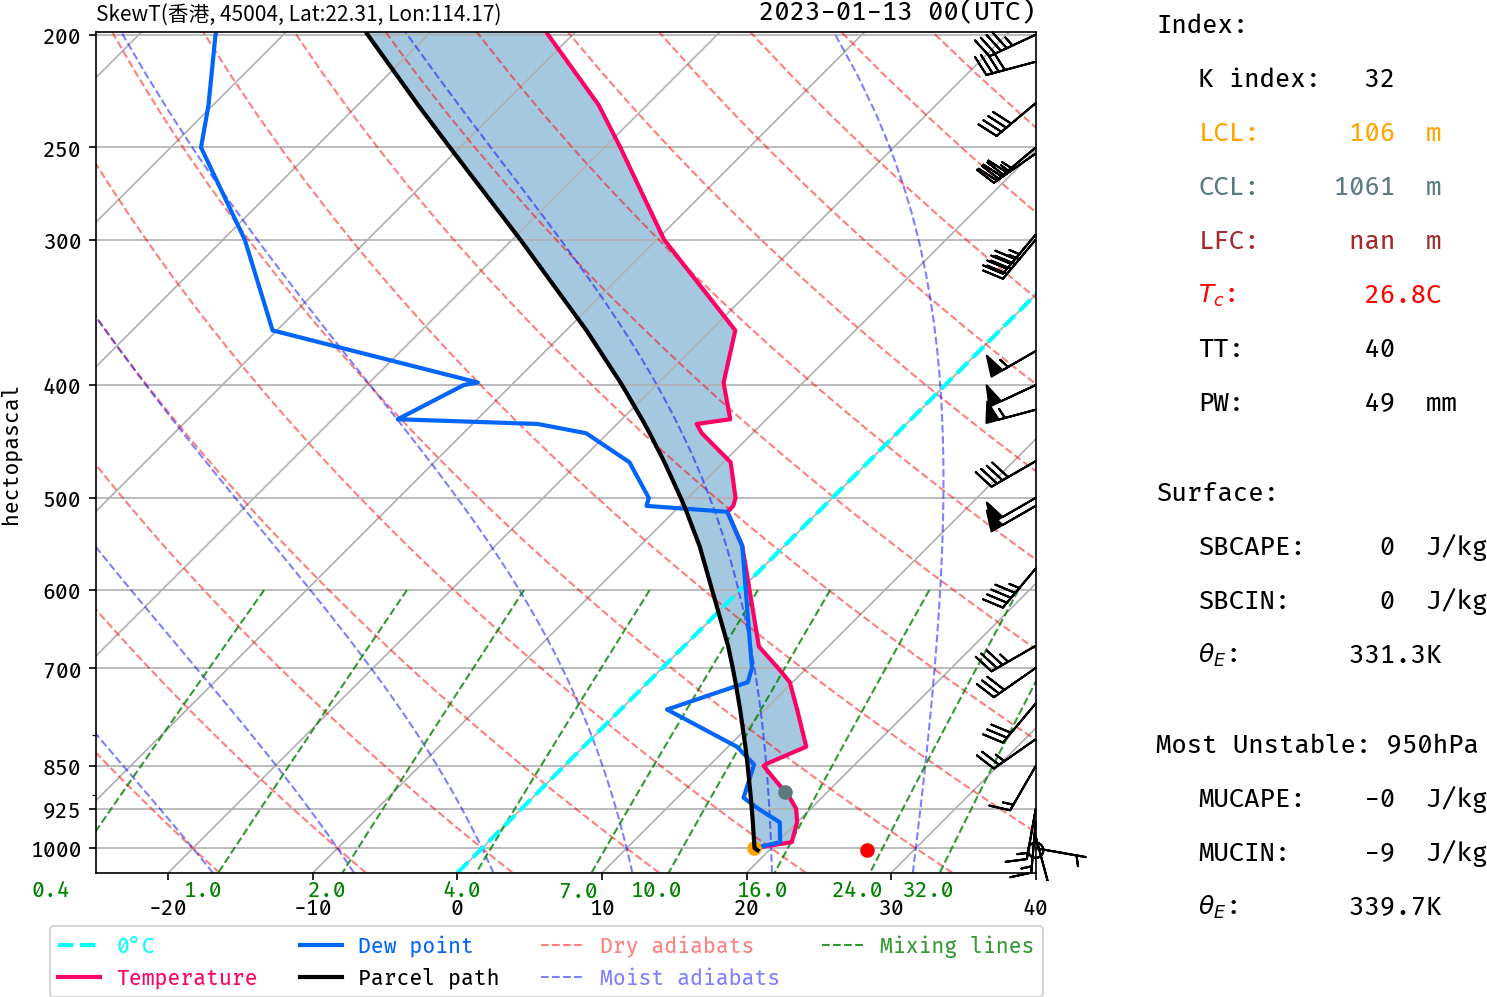 SkewT(香港, 45004, Lat:22.31, Lon:114.17)
2023-01-13 00(UTC)
hectopascal
200
250
300
400
500
600
700
850
925
1000
0.4 1.0 2.0 4.0 7.0 10.0 16.0 24.0 32.0
-20 -10 0 10 20 30 40
0°C Dew point Dry adiabats Mixing lines
Temperature Parcel path Moist adiabats
Index:
K index: 32
LCL: 106 m
CCL: 1061 m
LFC: nan m
Tc: 26.8C
TT: 40
PW: 49 mm
Surface:
SBCAPE: 0 J/kg
SBCIN: 0 J/kg
θE: 331.3K
Most Unstable: 950hPa
MUCAPE: -0 J/kg
MUCIN: -9 J/kg
θE: 339.7K